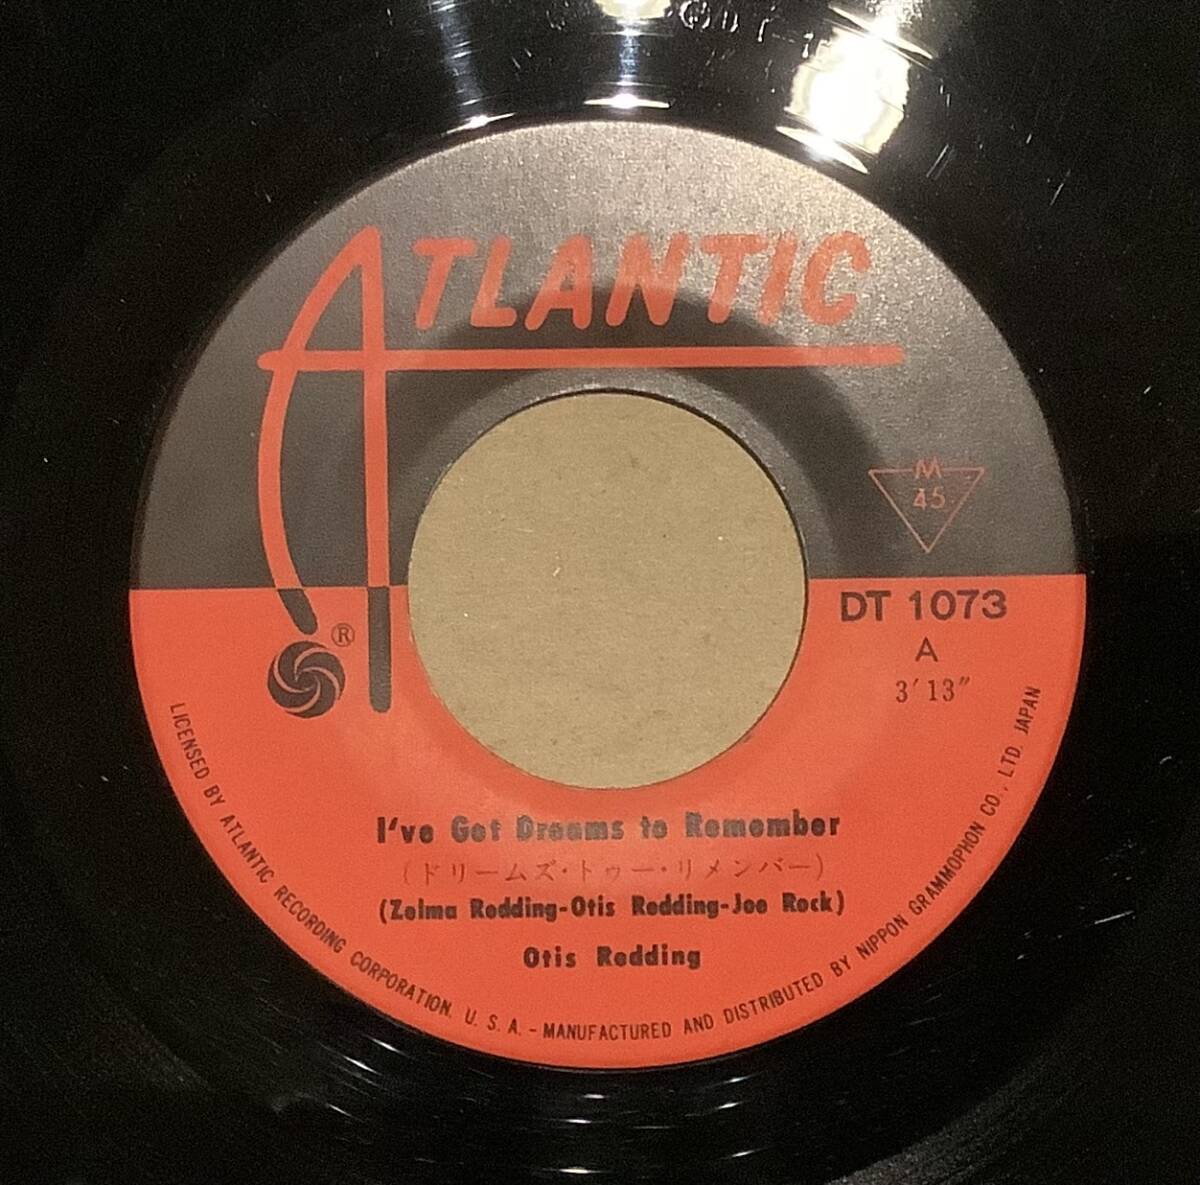 ATLANTIC
M
45
®
DT 1073
A
3′13″
I've Got Dreams to Remember
(ドリームズ・トゥー・リメンバー)
(Zelma Redding-Otis Redding-Joe Rock)
Otis Redding
LICENSED BY ATLANTIC RECORDING CORPORATION, U. S. A. - MANUFACTURED AND DISTRIBUTED BY NIPPON GRAMMOPHON CO., LTD. JAPAN